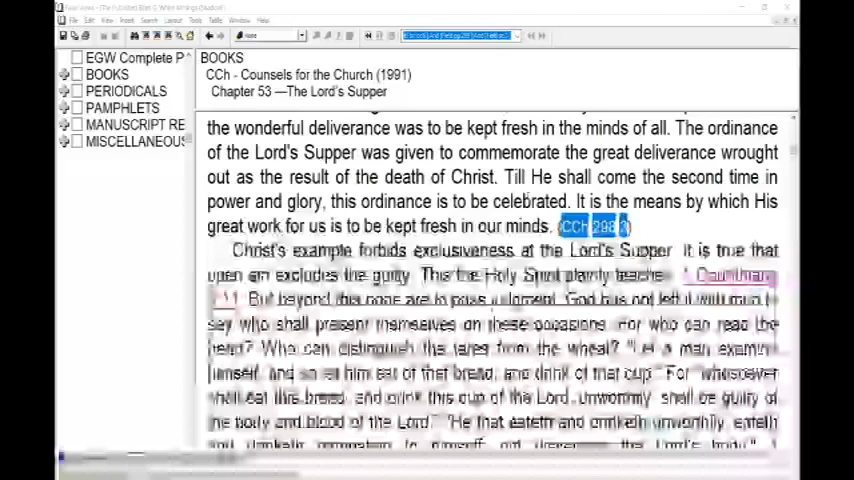 EGW Complete P
BOOKS
PERIODICALS
PAMPHLETS
MANUSCRIPT RE
MISCELLANEOUS
BOOKS
CCh - Counsels for the Church (1991)
Chapter 53 —The Lord's Supper
the wonderful deliverance was to be kept fresh in the minds of all. The ordinance
of the Lord's Supper was given to commemorate the great deliverance wrought
out as the result of the death of Christ. Till He shall come the second time in
power and glory, this ordinance is to be celebrated. It is the means by which His
great work for us is to be kept fresh in our minds. (CCh 298
Christ's example forbids exclusiveness at the Lord's Supper. It is true that
excludes the guilty. This the Holy Spirit plainly teaches. Corinthians
But beyond this none are to pass judgment. God has not left it with men to
say who shall present themselves on these occasions. For who can read the
heart? Who can distinguish the tares from the wheat? "Let a man examine
himself, and so let him eat of that bread, and drink of that cup." For "whosoever
shall eat this bread, and drink this cup of the Lord, unworthily, shall be guilty of
the body and blood of the Lord." "He that eateth and drinketh unworthily, eateth
and drinketh to himself, not the Lord's body."